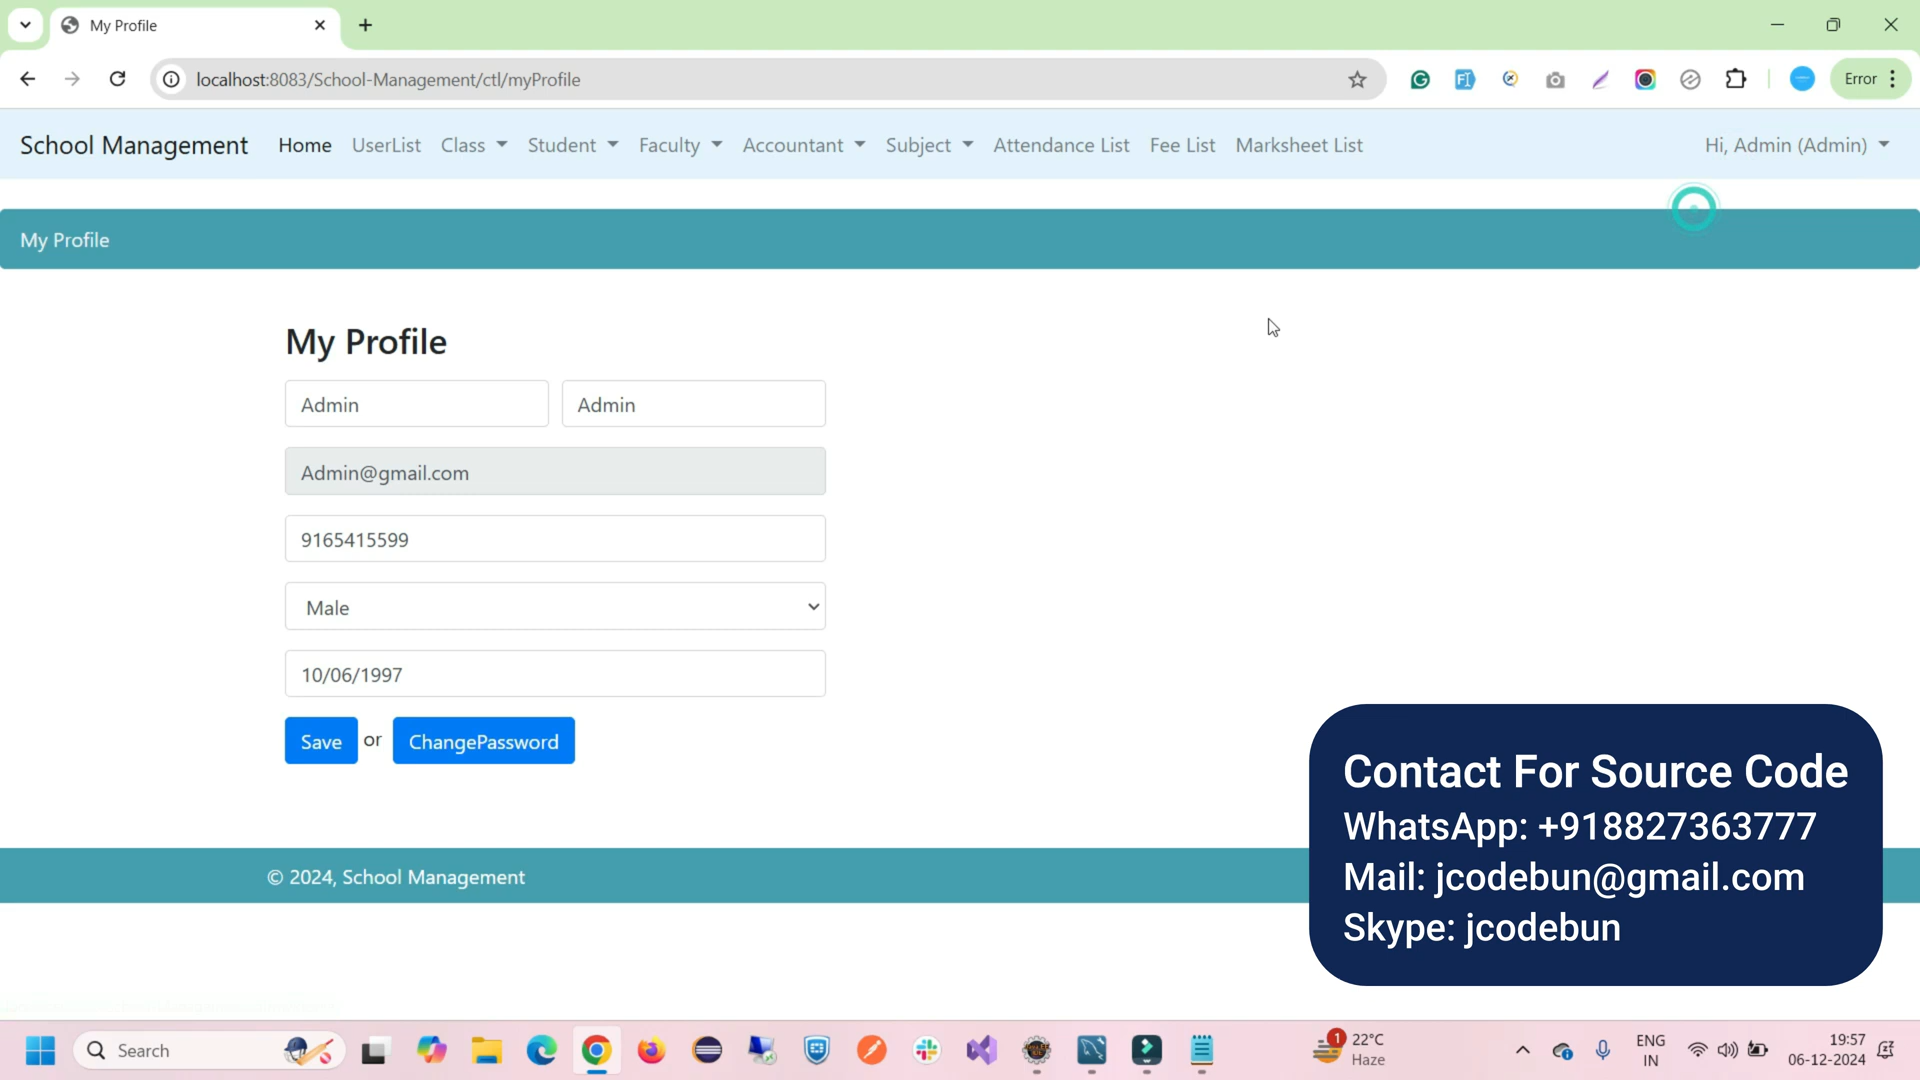 My Profile
localhost:8083/School-Management/ctl/myProfile
Error
School Management Home UserList Class Student Faculty Accountant Subject Attendance List Fee List Marksheet List Hi, Admin (Admin)
My Profile
My Profile
Admin Admin
Admin@gmail.com
9165415599
Male
10/06/1997
Save or ChangePassword
Contact For Source Code
WhatsApp: +918827363777
Mail: jcodebun@gmail.com
Skype: jcodebun
© 2024, School Management
Search
1
22°C
Haze
ENG
IN
19:57
06-12-2024